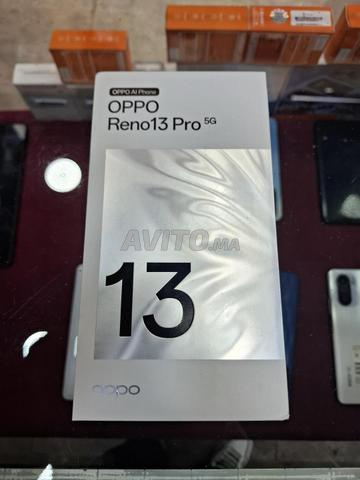 OPPO AI Phone
OPPO
Reno13 Pro 5G
AVITO.MA
13
oppo